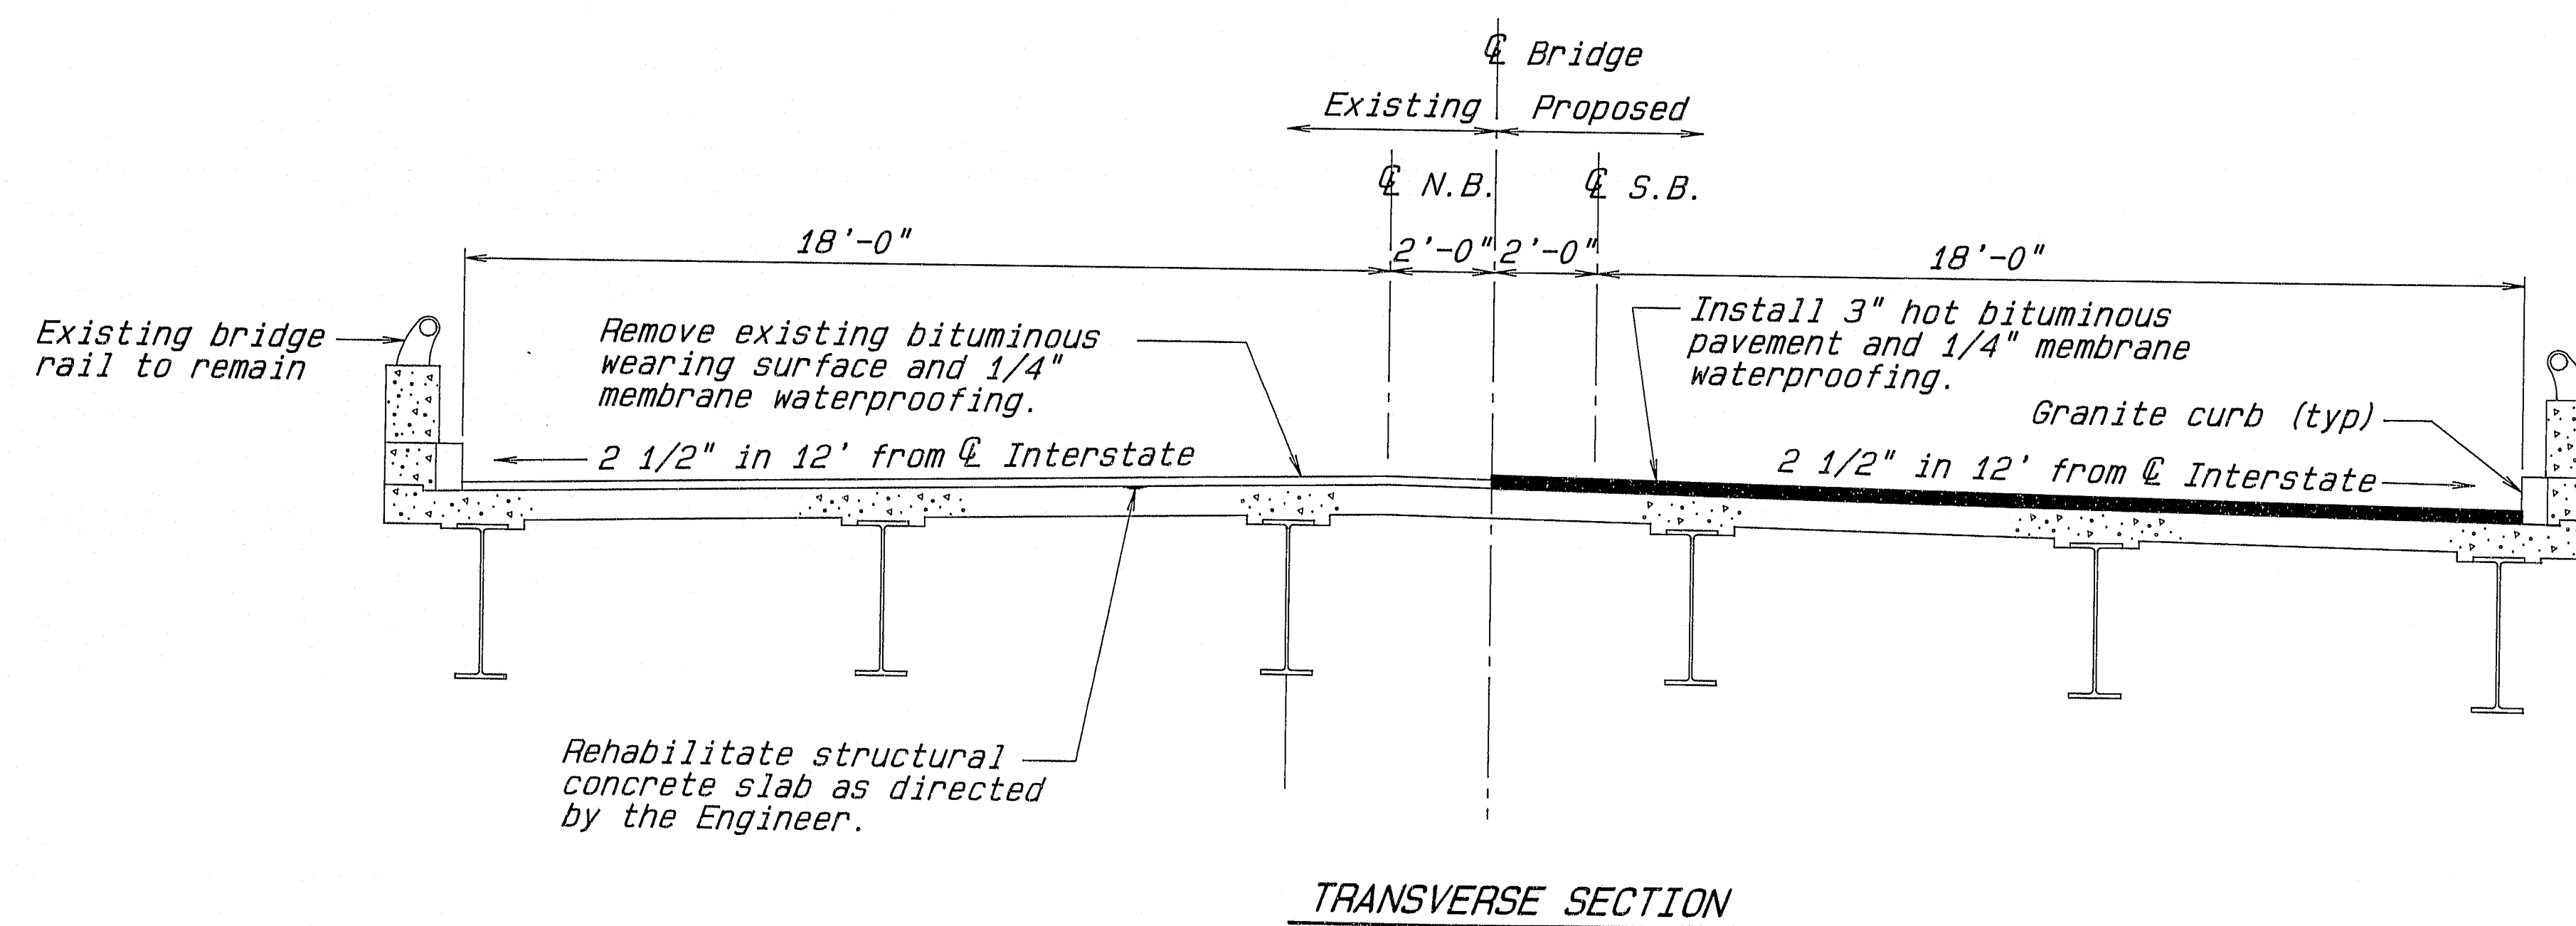 ℄ Bridge
Existing
Proposed
℄ N.B.
℄ S.B.
18'-0"
2'-0"
2'-0"
18'-0"
Existing bridge
rail to remain
Remove existing bituminous
wearing surface and 1/4"
membrane waterproofing.
Install 3" hot bituminous
pavement and 1/4" membrane
waterproofing.
Granite curb (typ)
2 1/2" in 12' from ℄ Interstate
2 1/2" in 12' from ℄ Interstate
Rehabilitate structural
concrete slab as directed
by the Engineer.
TRANSVERSE SECTION